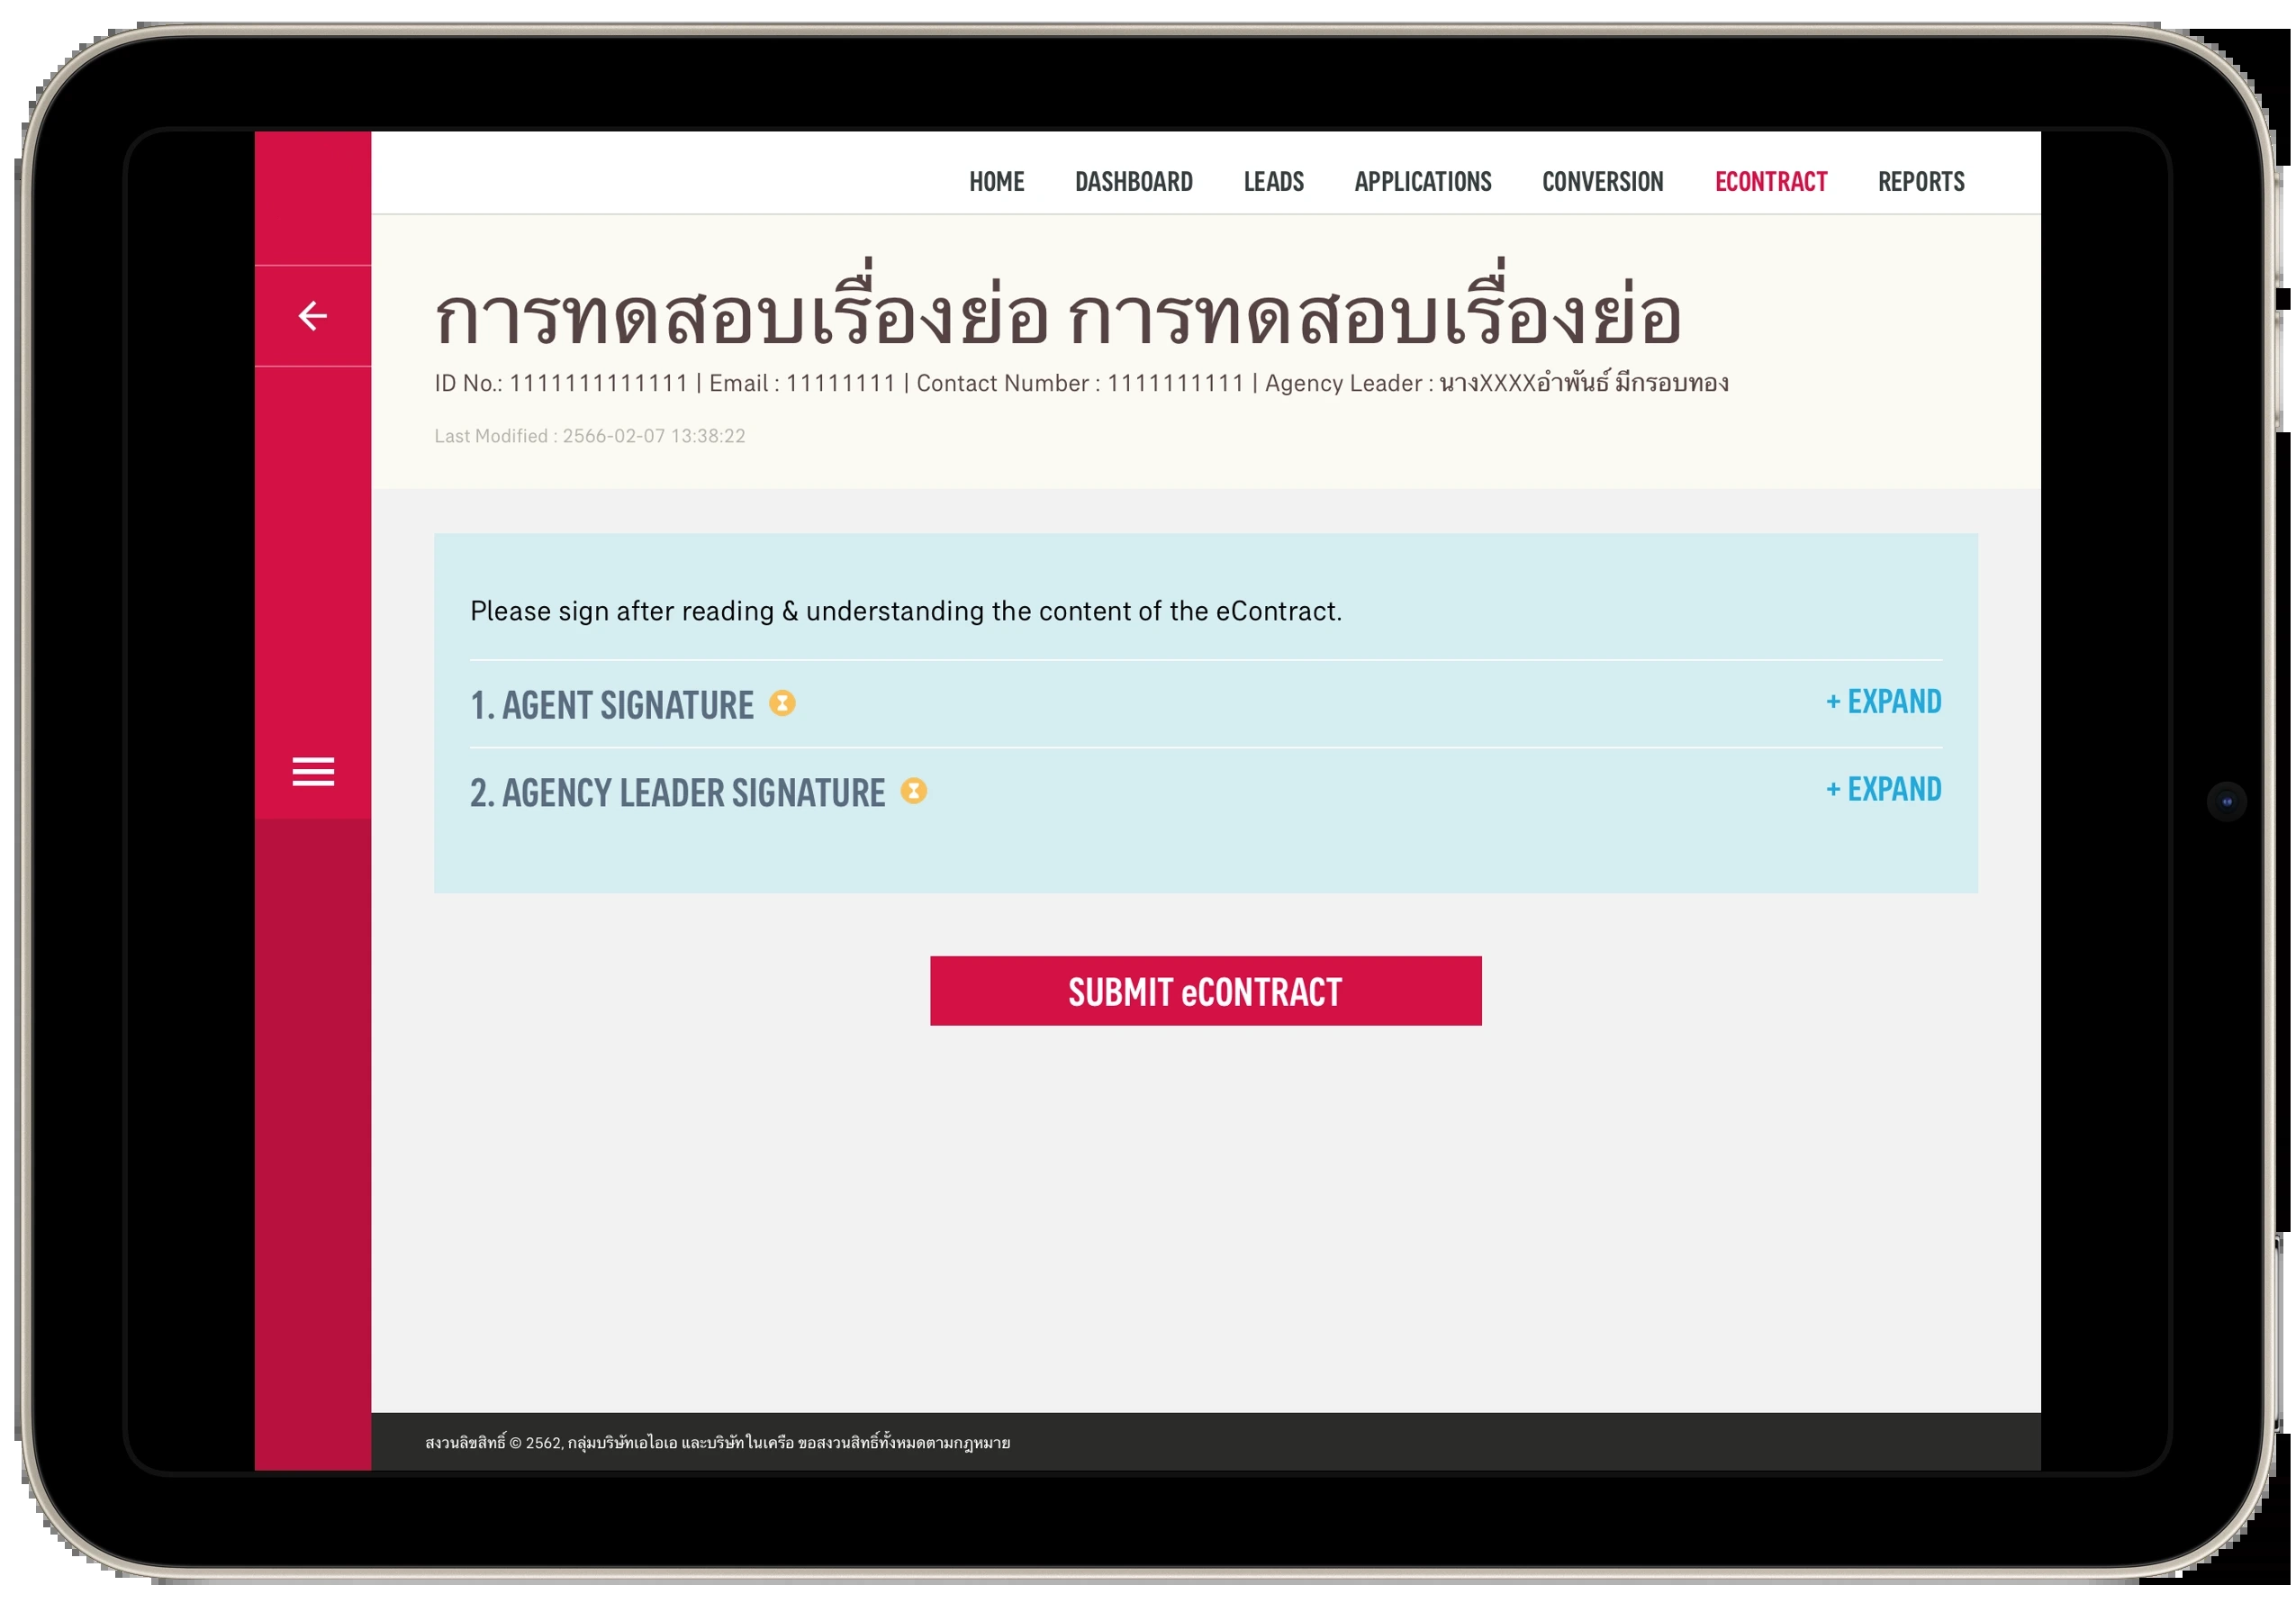 HOME DASHBOARD LEADS APPLICATIONS CONVERSION ECONTRACT REPORTS
การทดสอบเรื่องย่อ การทดสอบเรื่องย่อ
ID No.: 1111111111111 | Email : 11111111 | Contact Number : 1111111111 | Agency Leader : นางXXXXอำพันธ์ มีกรอบทอง
Last Modified : 2566-02-07 13:38:22
Please sign after reading & understanding the content of the eContract.
1. AGENT SIGNATURE + EXPAND
2. AGENCY LEADER SIGNATURE + EXPAND
SUBMIT eCONTRACT
สงวนลิขสิทธิ์ © 2562, กลุ่มบริษัทเอไอเอ และบริษัทในเครือ ขอสงวนสิทธิ์ทั้งหมดตามกฎหมาย